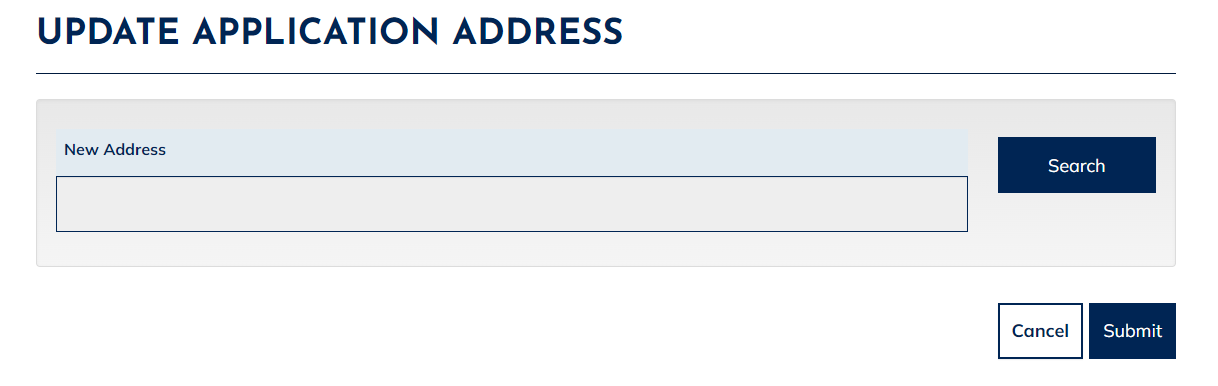 UPDATE APPLICATION ADDRESS
New Address
Search
Cancel
Submit